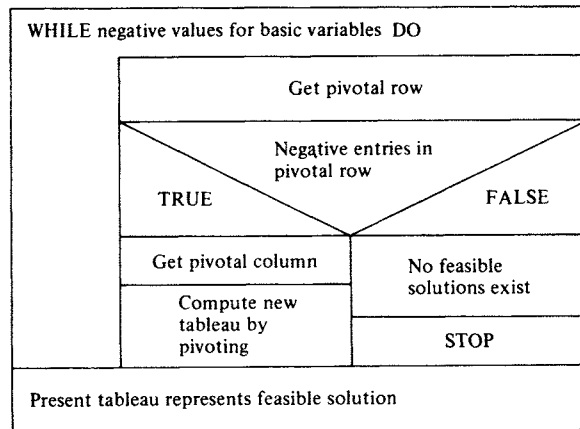 WHILE negative values for basic variables DO
Get pivotal row
Negative entries in
pivotal row
TRUE
FALSE
Get pivotal column
Compute new
tableau by
pivoting
No feasible
solutions exist
STOP
Present tableau represents feasible solution